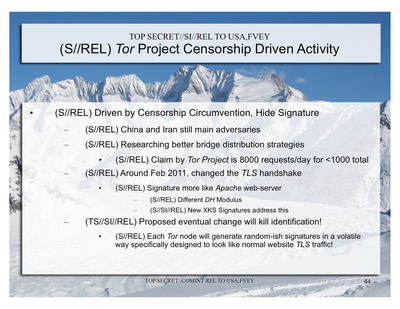 TOP SECRET//SI//REL TO USA,FVEY
(S//REL) Tor Project Censorship Driven Activity
• (S//REL) Driven by Censorship Circumvention, Hide Signature
– (S//REL) China and Iran still main adversaries
– (S//REL) Researching better bridge distribution strategies
• (S//REL) Claim by Tor Project is 8000 requests/day for <1000 total
– (S//REL) Around Feb 2011, changed the TLS handshake
• (S//REL) Signature more like Apache web-server
– (S//REL) Different DH Modulus
– (S//SI//REL) New XKS Signatures address this
– (TS//SI//REL) Proposed eventual change will kill identification!
• (S//REL) Each Tor node will generate random-ish signatures in a volatile
way specifically designed to look like normal website TLS traffic!
TOP SECRET//COMINT REL TO USA,FVEY
44